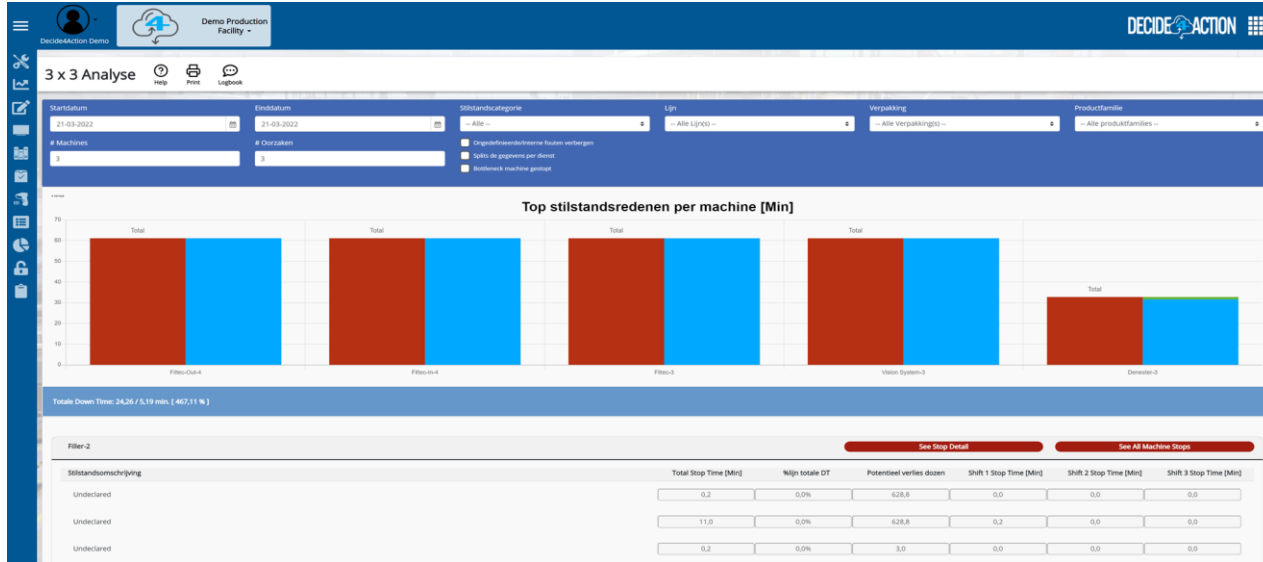 Decide4Action Demo
4
Demo Production
Facility
DECIDE 4 ACTION
3 x 3 Analyse
Help
Print
Logbook
Startdatum
Einddatum
Stilstandscategorie
Lijn
Verpakking
Productfamilie
21-03-2022
21-03-2022
-- Alle --
-- Alle Lijn(s) --
-- Alle Verpakking(s) --
-- Alle produktfamilies --
# Machines
# Oorzaken
Ongedefinieerde/Interne fouten verbergen
3
3
Splits de gegevens per dienst
Bottleneck machine gestopt
Top stilstandsredenen per machine [Min]
70
60
50
40
30
20
10
0
Total
Total
Total
Total
Total
Filtec-Out-4
Filtec-In-4
Filtec-3
Vision System-3
Denester-3
Totale Down Time: 24,26 / 5,19 min. [ 467,11 % ]
Filler-2
See Stop Detail
See All Machine Stops
Stilstandsomschrijving
Total Stop Time [Min]
%lijn totale DT
Potentieel verlies dozen
Shift 1 Stop Time [Min]
Shift 2 Stop Time [Min]
Shift 3 Stop Time [Min]
Undeclared 0,2 0,0% 628,8 0,0 0,0 0,0
Undeclared 11,0 0,0% 628,8 0,2 0,0 0,0
Undeclared 0,2 0,0% 3,0 0,0 0,0 0,0